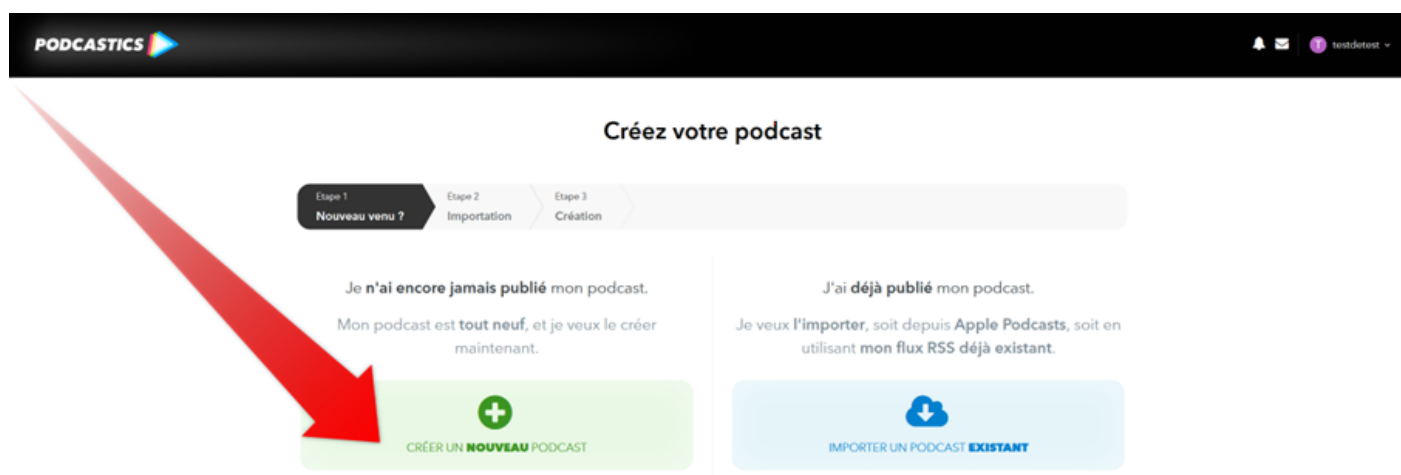 PODCASTICS
T testdetest
Créez votre podcast
Etape 1
Nouveau venu ?
Etape 2
Importation
Etape 3
Création
Je n'ai encore jamais publié mon podcast.
Mon podcast est tout neuf, et je veux le créer
maintenant.
CRÉER UN NOUVEAU PODCAST
J'ai déjà publié mon podcast.
Je veux l'importer, soit depuis Apple Podcasts, soit en
utilisant mon flux RSS déjà existant.
IMPORTER UN PODCAST EXISTANT